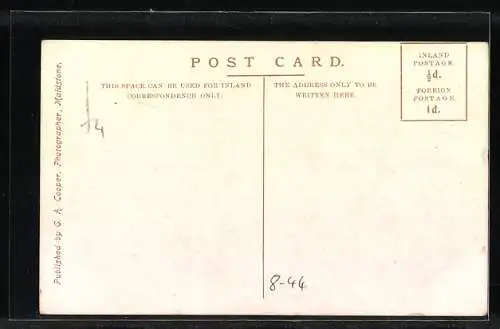 POST CARD.
THIS SPACE CAN BE USED FOR INLAND
CORRESPONDENCE ONLY.
THE ADDRESS ONLY TO BE
WRITTEN HERE.
INLAND
POSTAGE.
½d.
FOREIGN
POSTAGE.
1d.
Published by G. A. Cooper, Photographer, Maidstone.
8-44